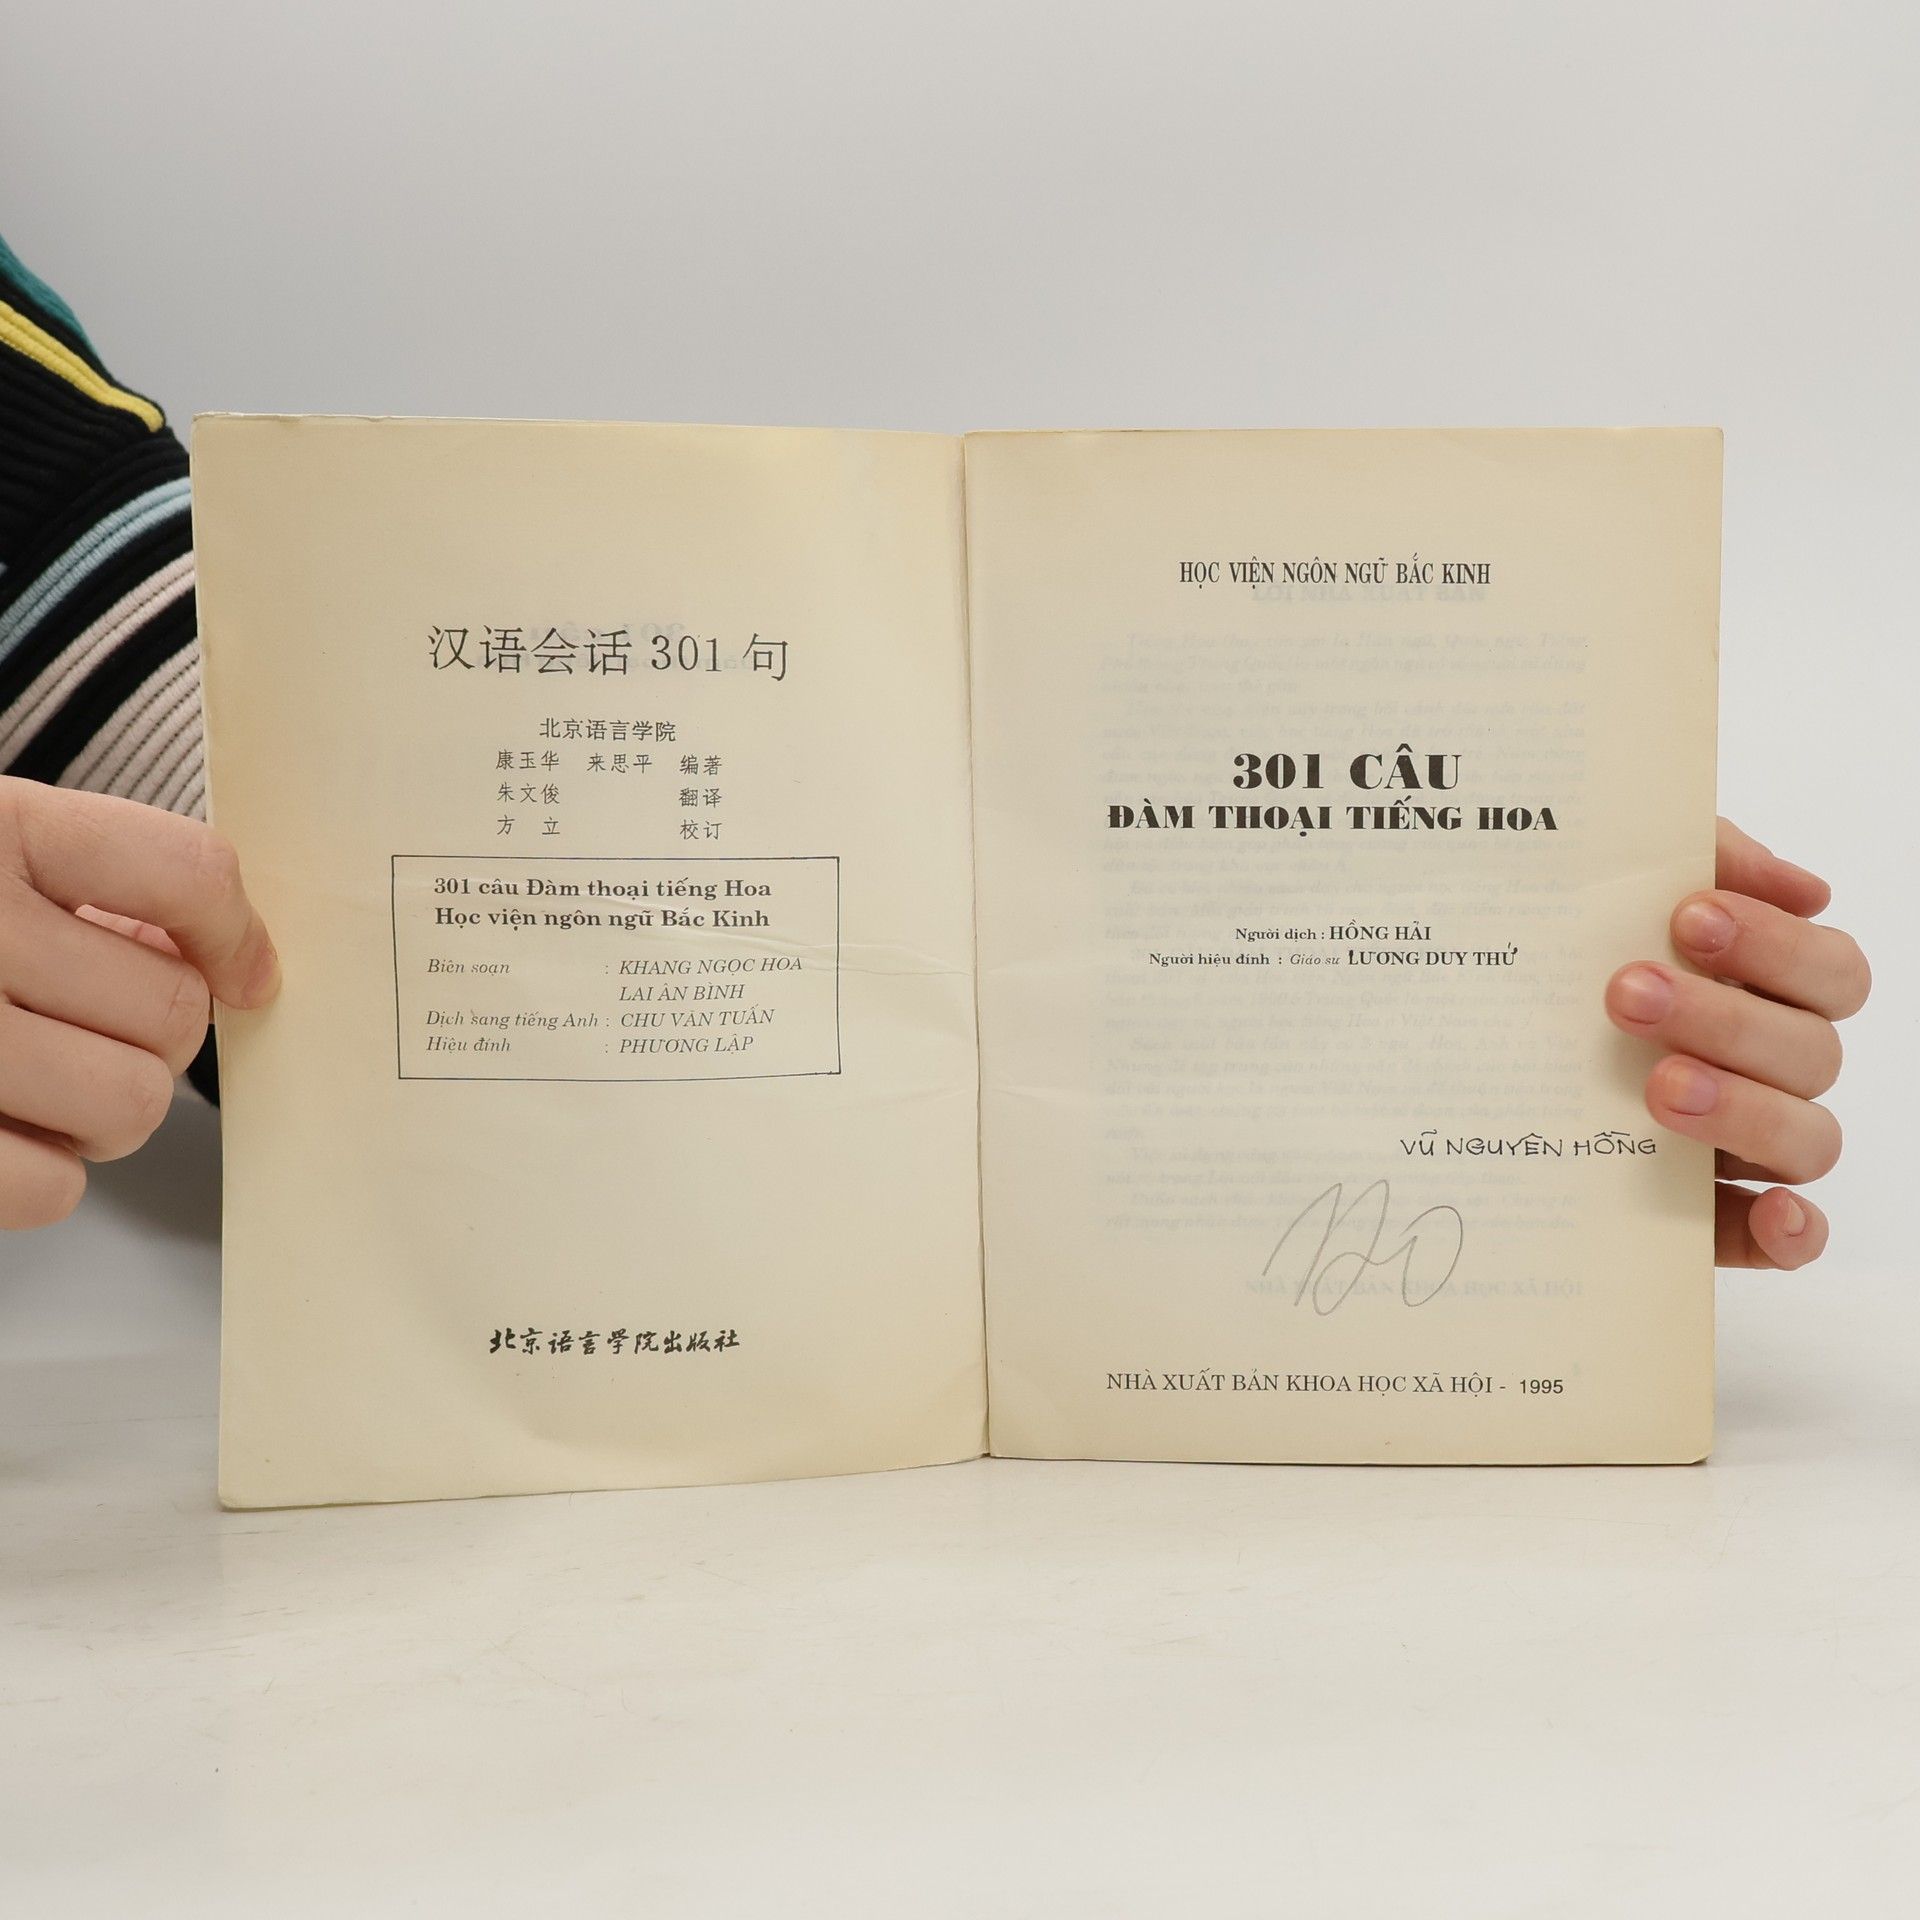 汉语会话 301 句
北京语言学院
康玉华 来思平 编著
朱文俊 翻译
方 立 校订
301 câu Đàm thoại tiếng Hoa
Học viện ngôn ngữ Bắc Kinh
Biên soạn : KHANG NGỌC HOA
LAI ÂN BÌNH
Dịch sang tiếng Anh : CHU VĂN TUẤN
Hiệu đính : PHƯƠNG LẬP
北京语言学院出版社
HỌC VIỆN NGÔN NGỮ BẮC KINH
301 CÂU
ĐÀM THOẠI TIẾNG HOA
Người dịch : HỒNG HẢI
Người hiệu đính : Giáo sư LƯƠNG DUY THỨ
VŨ NGUYÊN HỒNG
NHÀ XUẤT BẢN KHOA HỌC XÃ HỘI - 1995